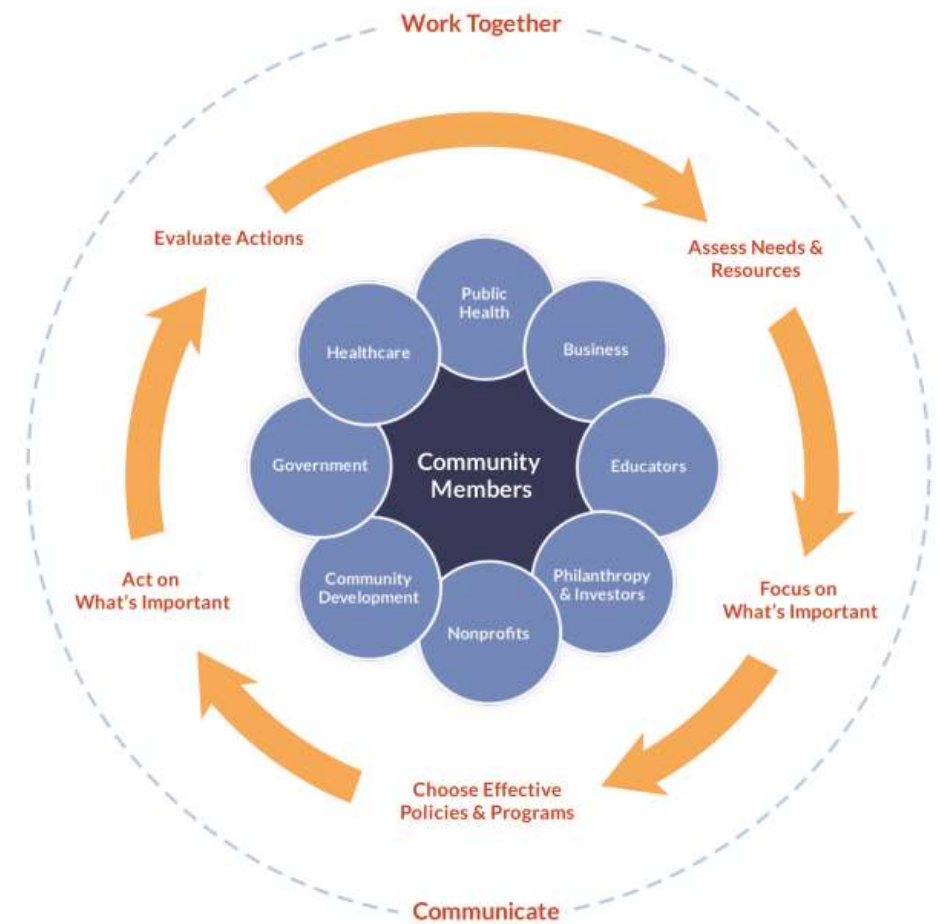 Work Together
Evaluate Actions
Assess Needs &
Resources
Public
Health
Healthcare
Business
Government
Community
Members
Educators
Community
Development
Philanthropy
& Investors
Nonprofits
Act on
What's Important
Focus on
What's Important
Choose Effective
Policies & Programs
Communicate